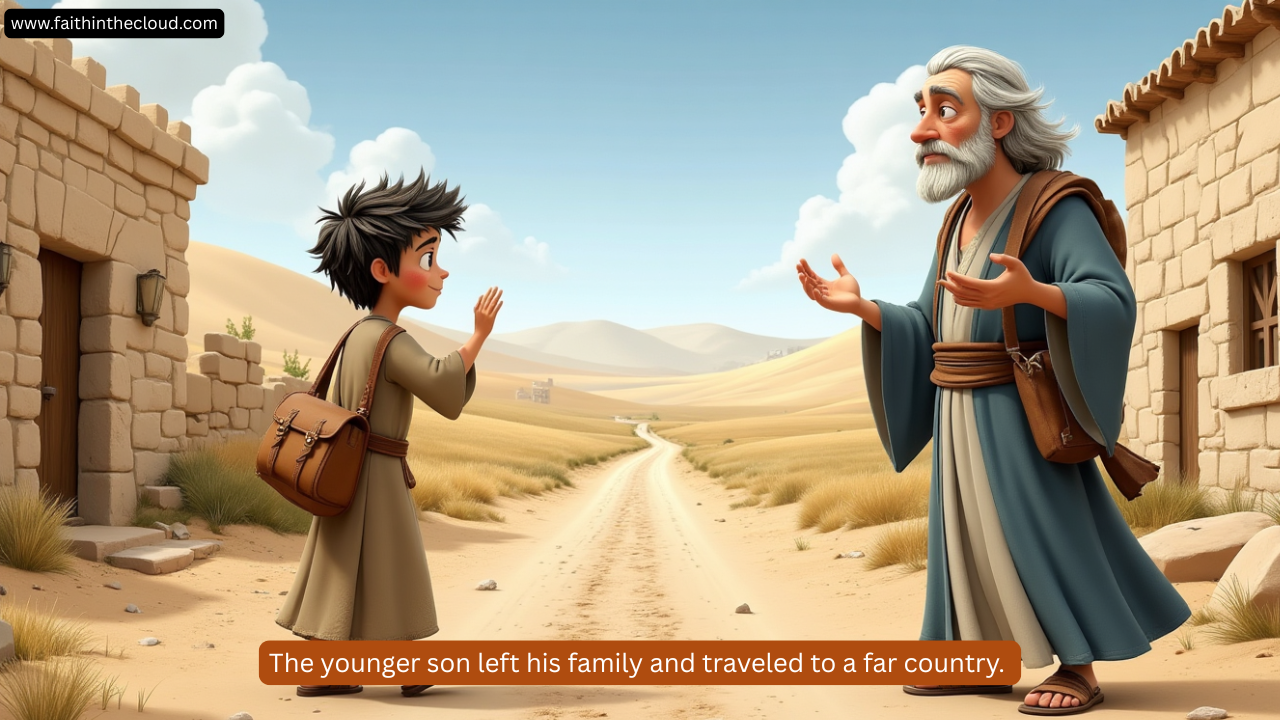 www.faithinthecloud.com
The younger son left his family and traveled to a far country.